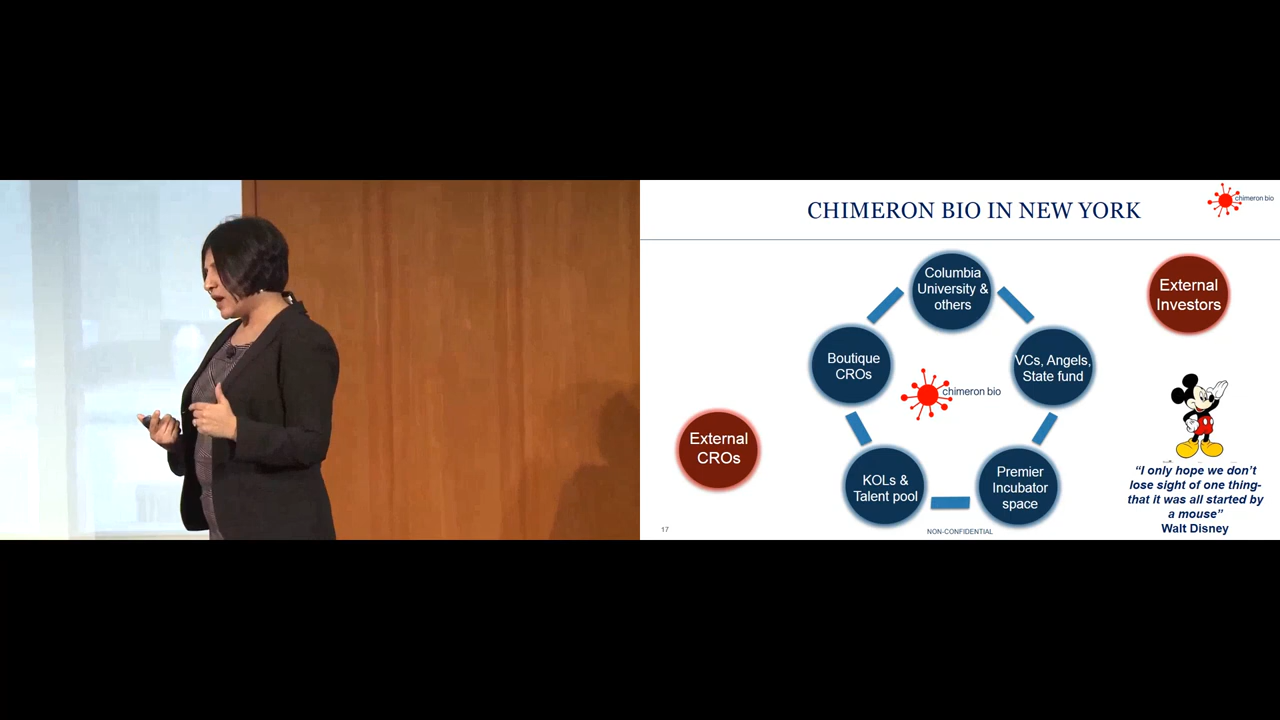 CHIMERON BIO IN NEW YORK
chimeron bio
Columbia
University &
others
External
Investors
Boutique
CROs
VCs, Angels,
State fund
chimeron bio
External
CROs
KOLs &
Talent pool
Premier
Incubator
space
“I only hope we don’t
lose sight of one thing-
that it was all started by
a mouse”
Walt Disney
17
NON-CONFIDENTIAL